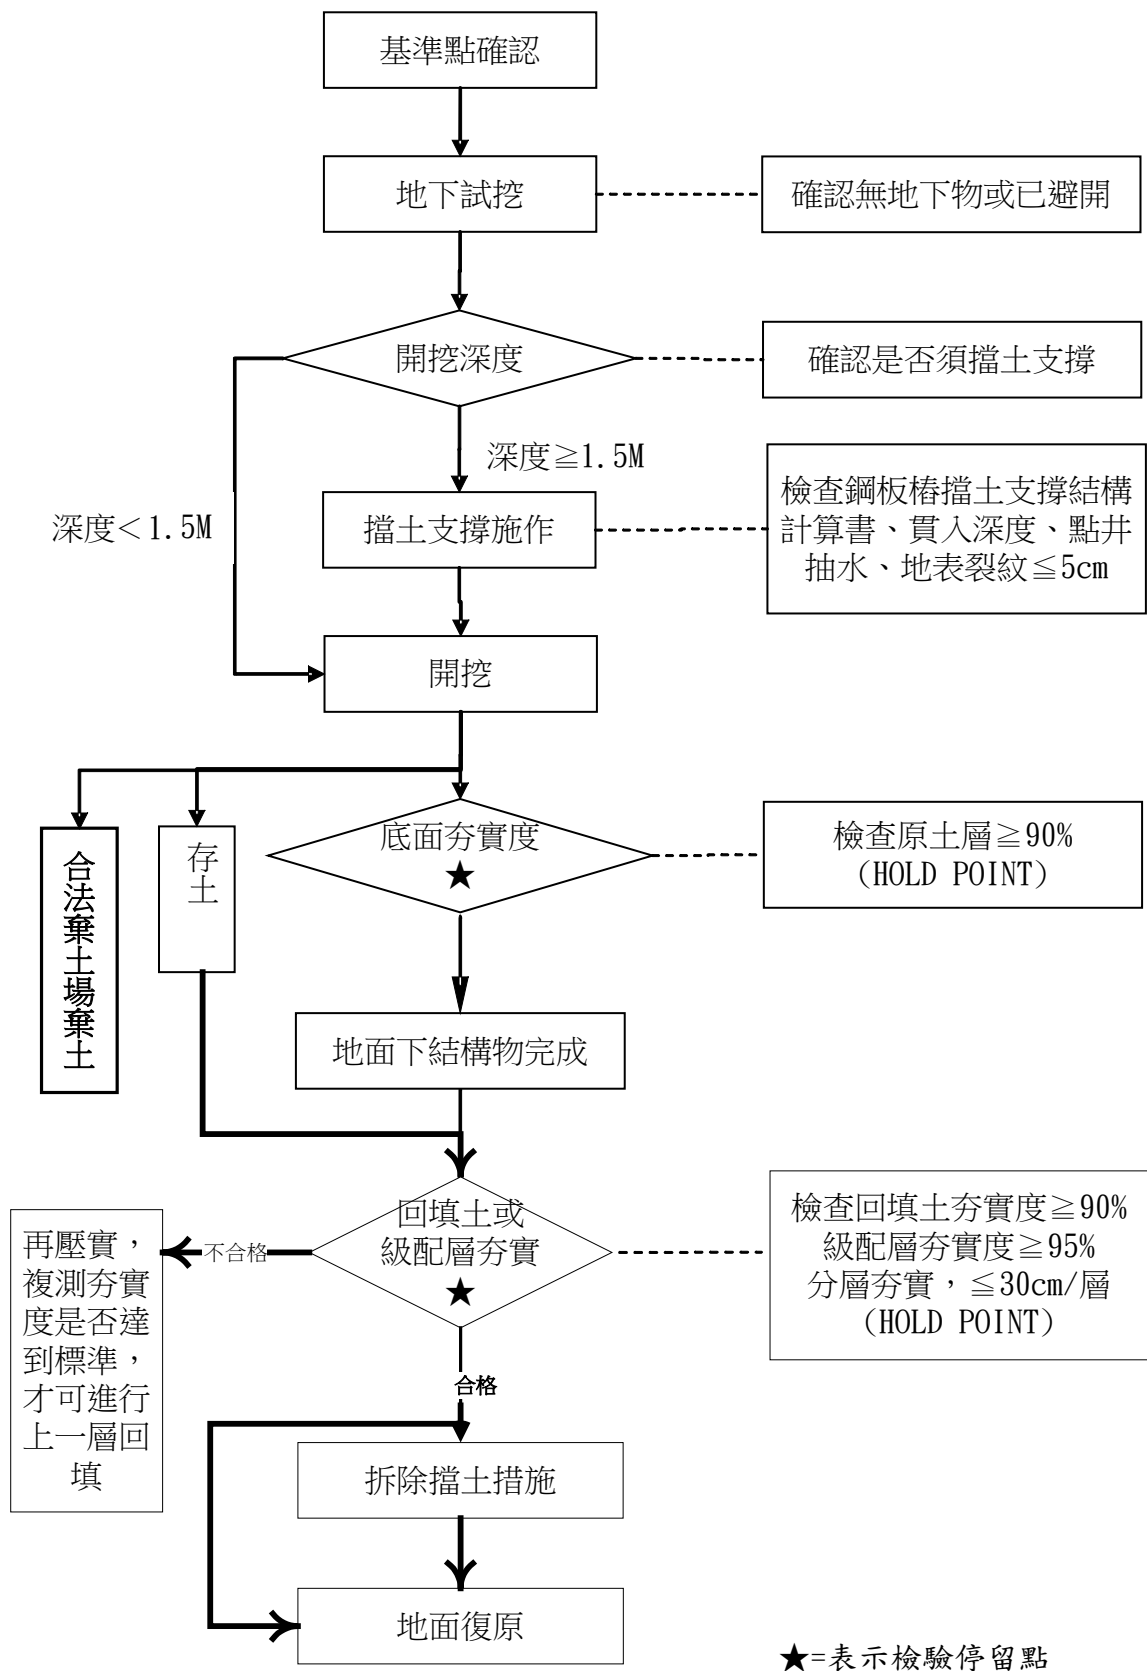 基準點確認
地下試挖
確認無地下物或已避開
開挖深度
確認是否須擋土支撐
深度≧1.5M
深度<1.5M
擋土支撐施作
檢查鋼板樁擋土支撐結構
計算書、貫入深度、點井
抽水、地表裂紋≦5cm
開挖
合法棄土場棄土
存土
底面夯實度
★
檢查原土層≧90%
(HOLD POINT)
地面下結構物完成
回填土或
級配層夯實
★
檢查回填土夯實度≧90%
級配層夯實度≧95%
分層夯實，≦30cm/層
(HOLD POINT)
不合格
再壓實，
複測夯實
度是否達
到標準，
才可進行
上一層回
填
合格
拆除擋土措施
地面復原
★=表示檢驗停留點